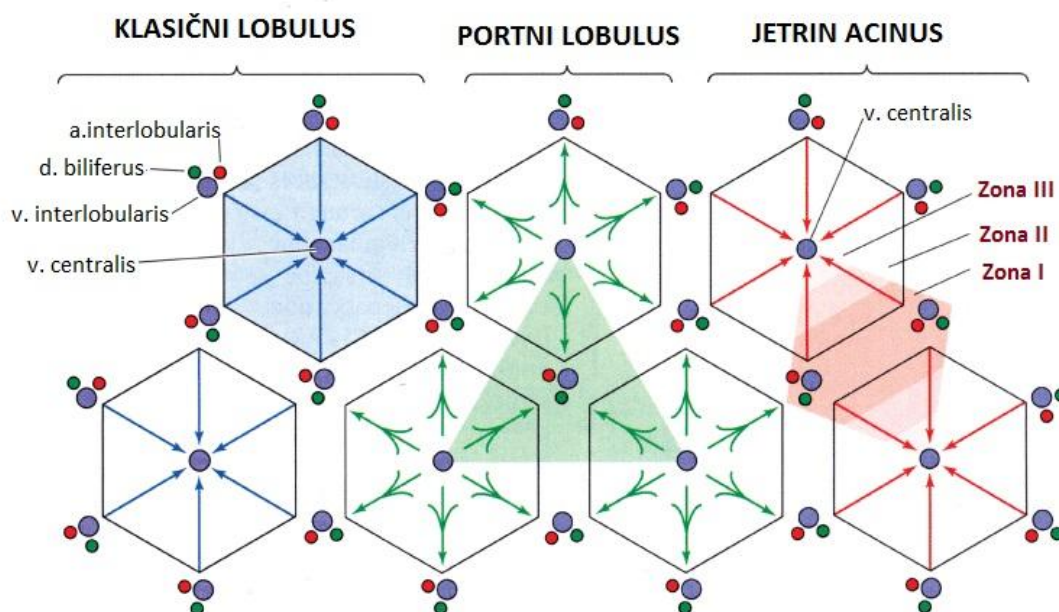 KLASIČNI LOBULUS
PORTNI LOBULUS
JETRIN ACINUS
a.interlobularis
d. biliferus
v. interlobularis
v. centralis
v. centralis
Zona III
Zona II
Zona I